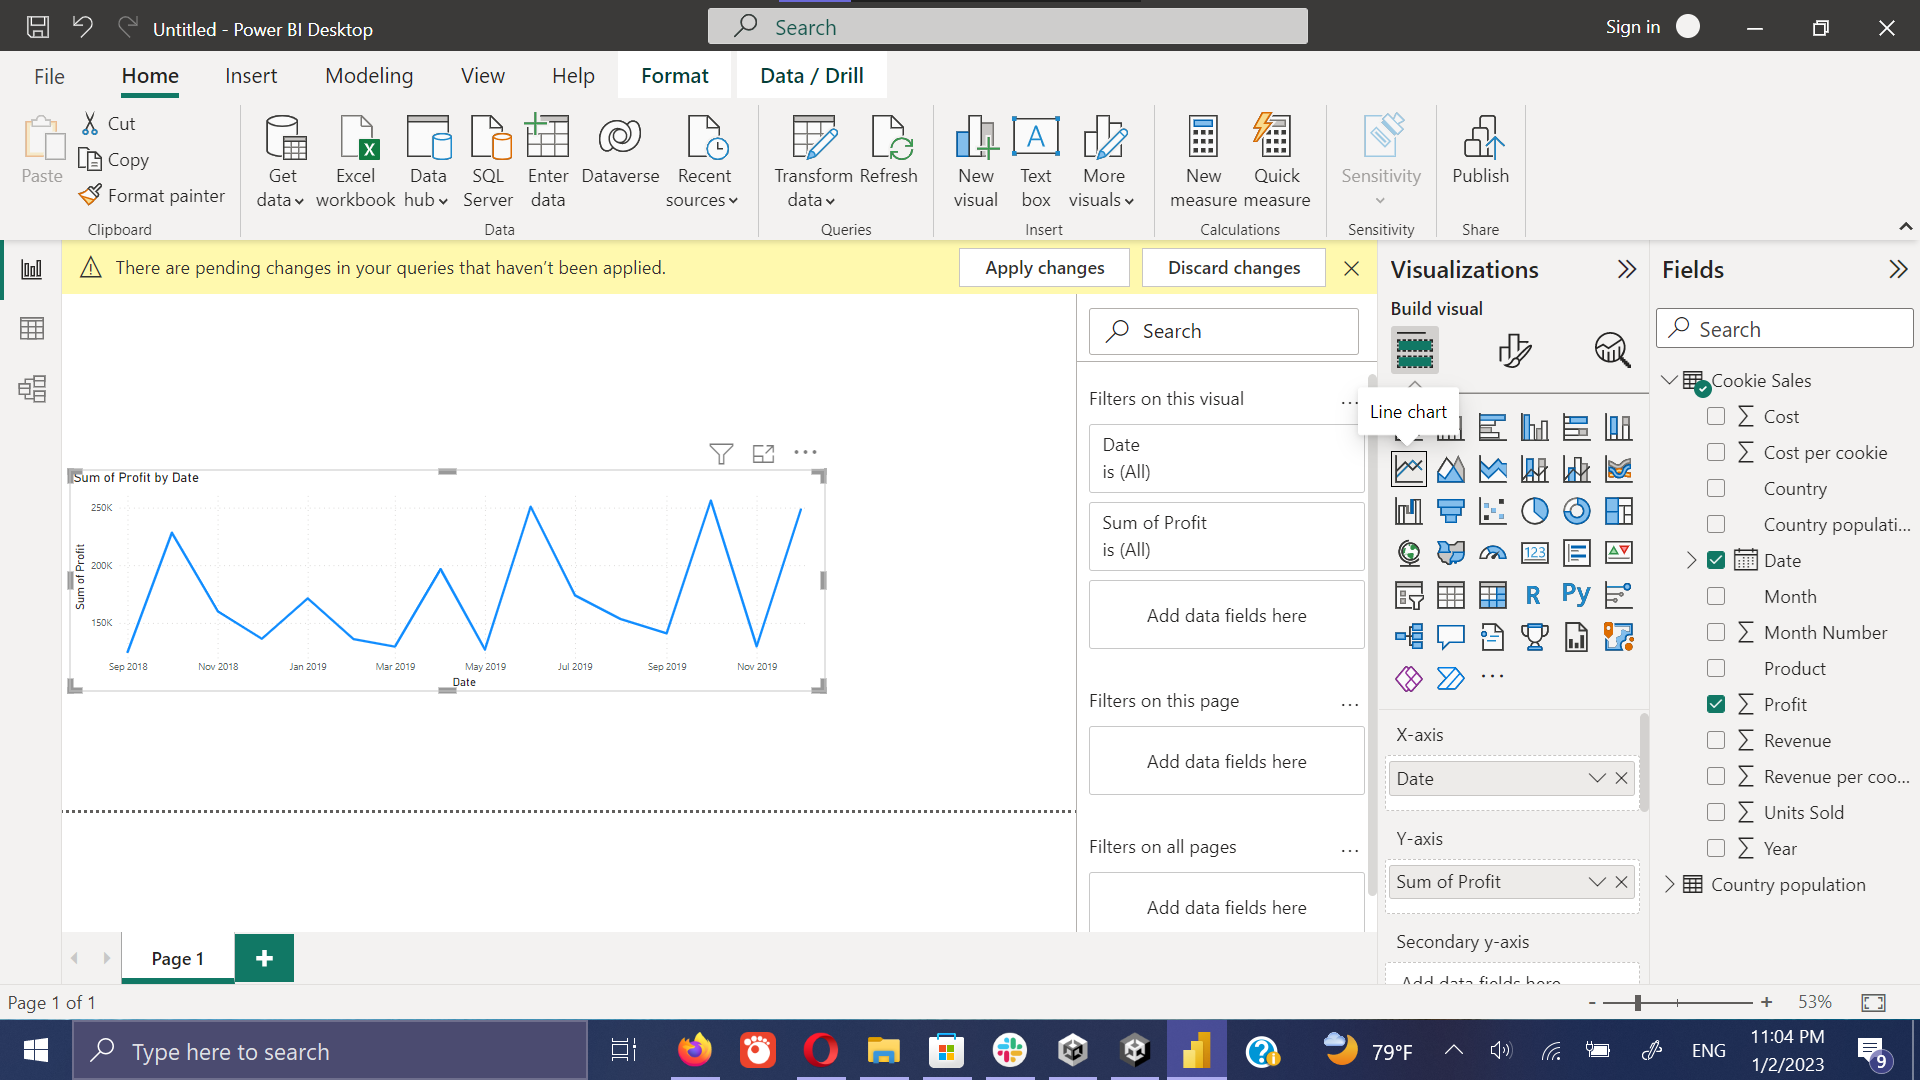 Untitled - Power BI Desktop
Search
Sign in
File
Home
Insert
Modeling
View
Help
Format
Data / Drill
Paste
Cut
Copy
Format painter
Clipboard
Get
data
Excel
workbook
Data
hub
SQL
Server
Enter
data
Dataverse
Recent
sources
Data
Transform
data
Refresh
Queries
New
visual
A
Text
box
More
visuals
Insert
New
measure
Quick
measure
Calculations
Sensitivity
Sensitivity
Publish
Share
There are pending changes in your queries that haven't been applied.
Apply changes
Discard changes
Sum of Profit by Date
250K
200K
150K
Sum of Profit
Sep 2018
Nov 2018
Jan 2019
Mar 2019
May 2019
Jul 2019
Sep 2019
Nov 2019
Date
Search
Filters on this visual
...
Date
is (All)
Sum of Profit
is (All)
Add data fields here
Filters on this page
...
Add data fields here
Filters on all pages
...
Add data fields here
Visualizations
Build visual
Line chart
123
R
Py
...
X-axis
Date
Y-axis
Sum of Profit
Secondary y-axis
Add data fields here
Fields
Search
Cookie Sales
Cost
Cost per cookie
Country
Country populati...
Date
Month
Month Number
Product
Profit
Revenue
Revenue per coo...
Units Sold
Year
Country population
Page 1
Page 1 of 1
- + 53%
Type here to search
79°F
ENG
11:04 PM
1/2/2023
9